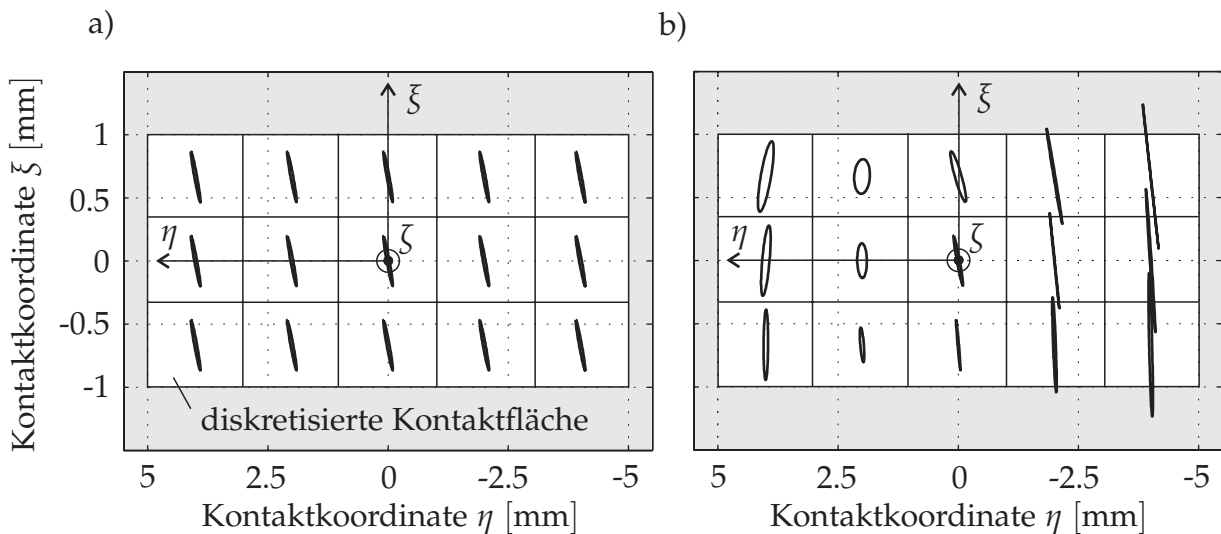 a)
b)
Kontaktkoordinate ξ [mm]
1
0.5
0
-0.5
-1
ξ
η
ζ
ξ
η
ζ
diskretisierte Kontaktfläche
5 2.5 0 -2.5 -5
5 2.5 0 -2.5 -5
Kontaktkoordinate η [mm]
Kontaktkoordinate η [mm]